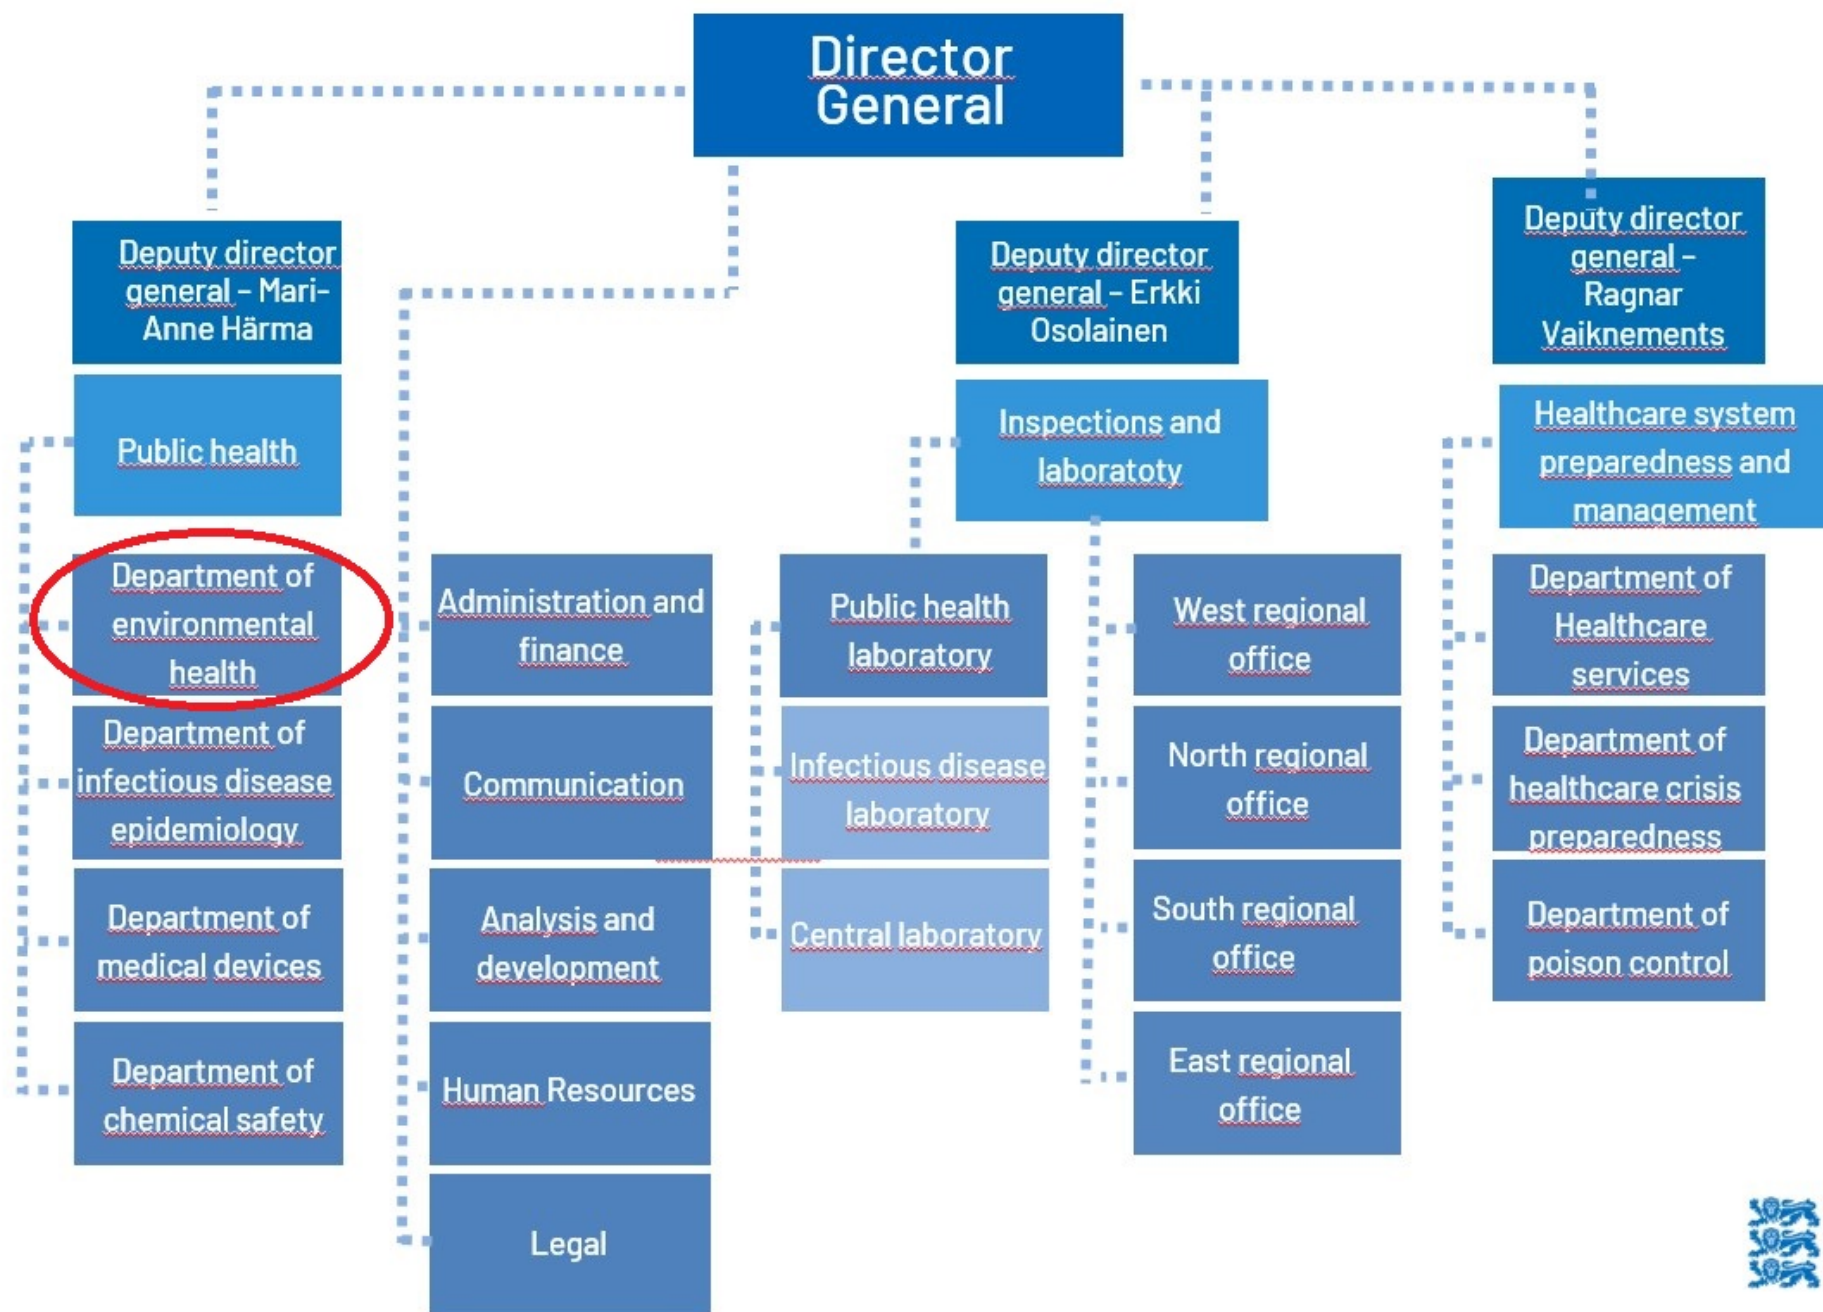 Director
General
Deputy director
general – Mari-
Anne Härma
Deputy director
general – Erkki
Osolainen
Deputy director
general –
Ragnar
Vaiknements
Public health
Inspections and
laboratoty
Healthcare system
preparedness and
management
Department of
environmental
health
Department of
infectious disease
epidemiology
Department of
medical devices
Department of
chemical safety
Administration and
finance
Communication
Analysis and
development
Human Resources
Legal
Public health
laboratory
Infectious disease
laboratory
Central laboratory
West regional
office
North regional
office
South regional
office
East regional
office
Department of
Healthcare
services
Department of
healthcare crisis
preparedness
Department of
poison control